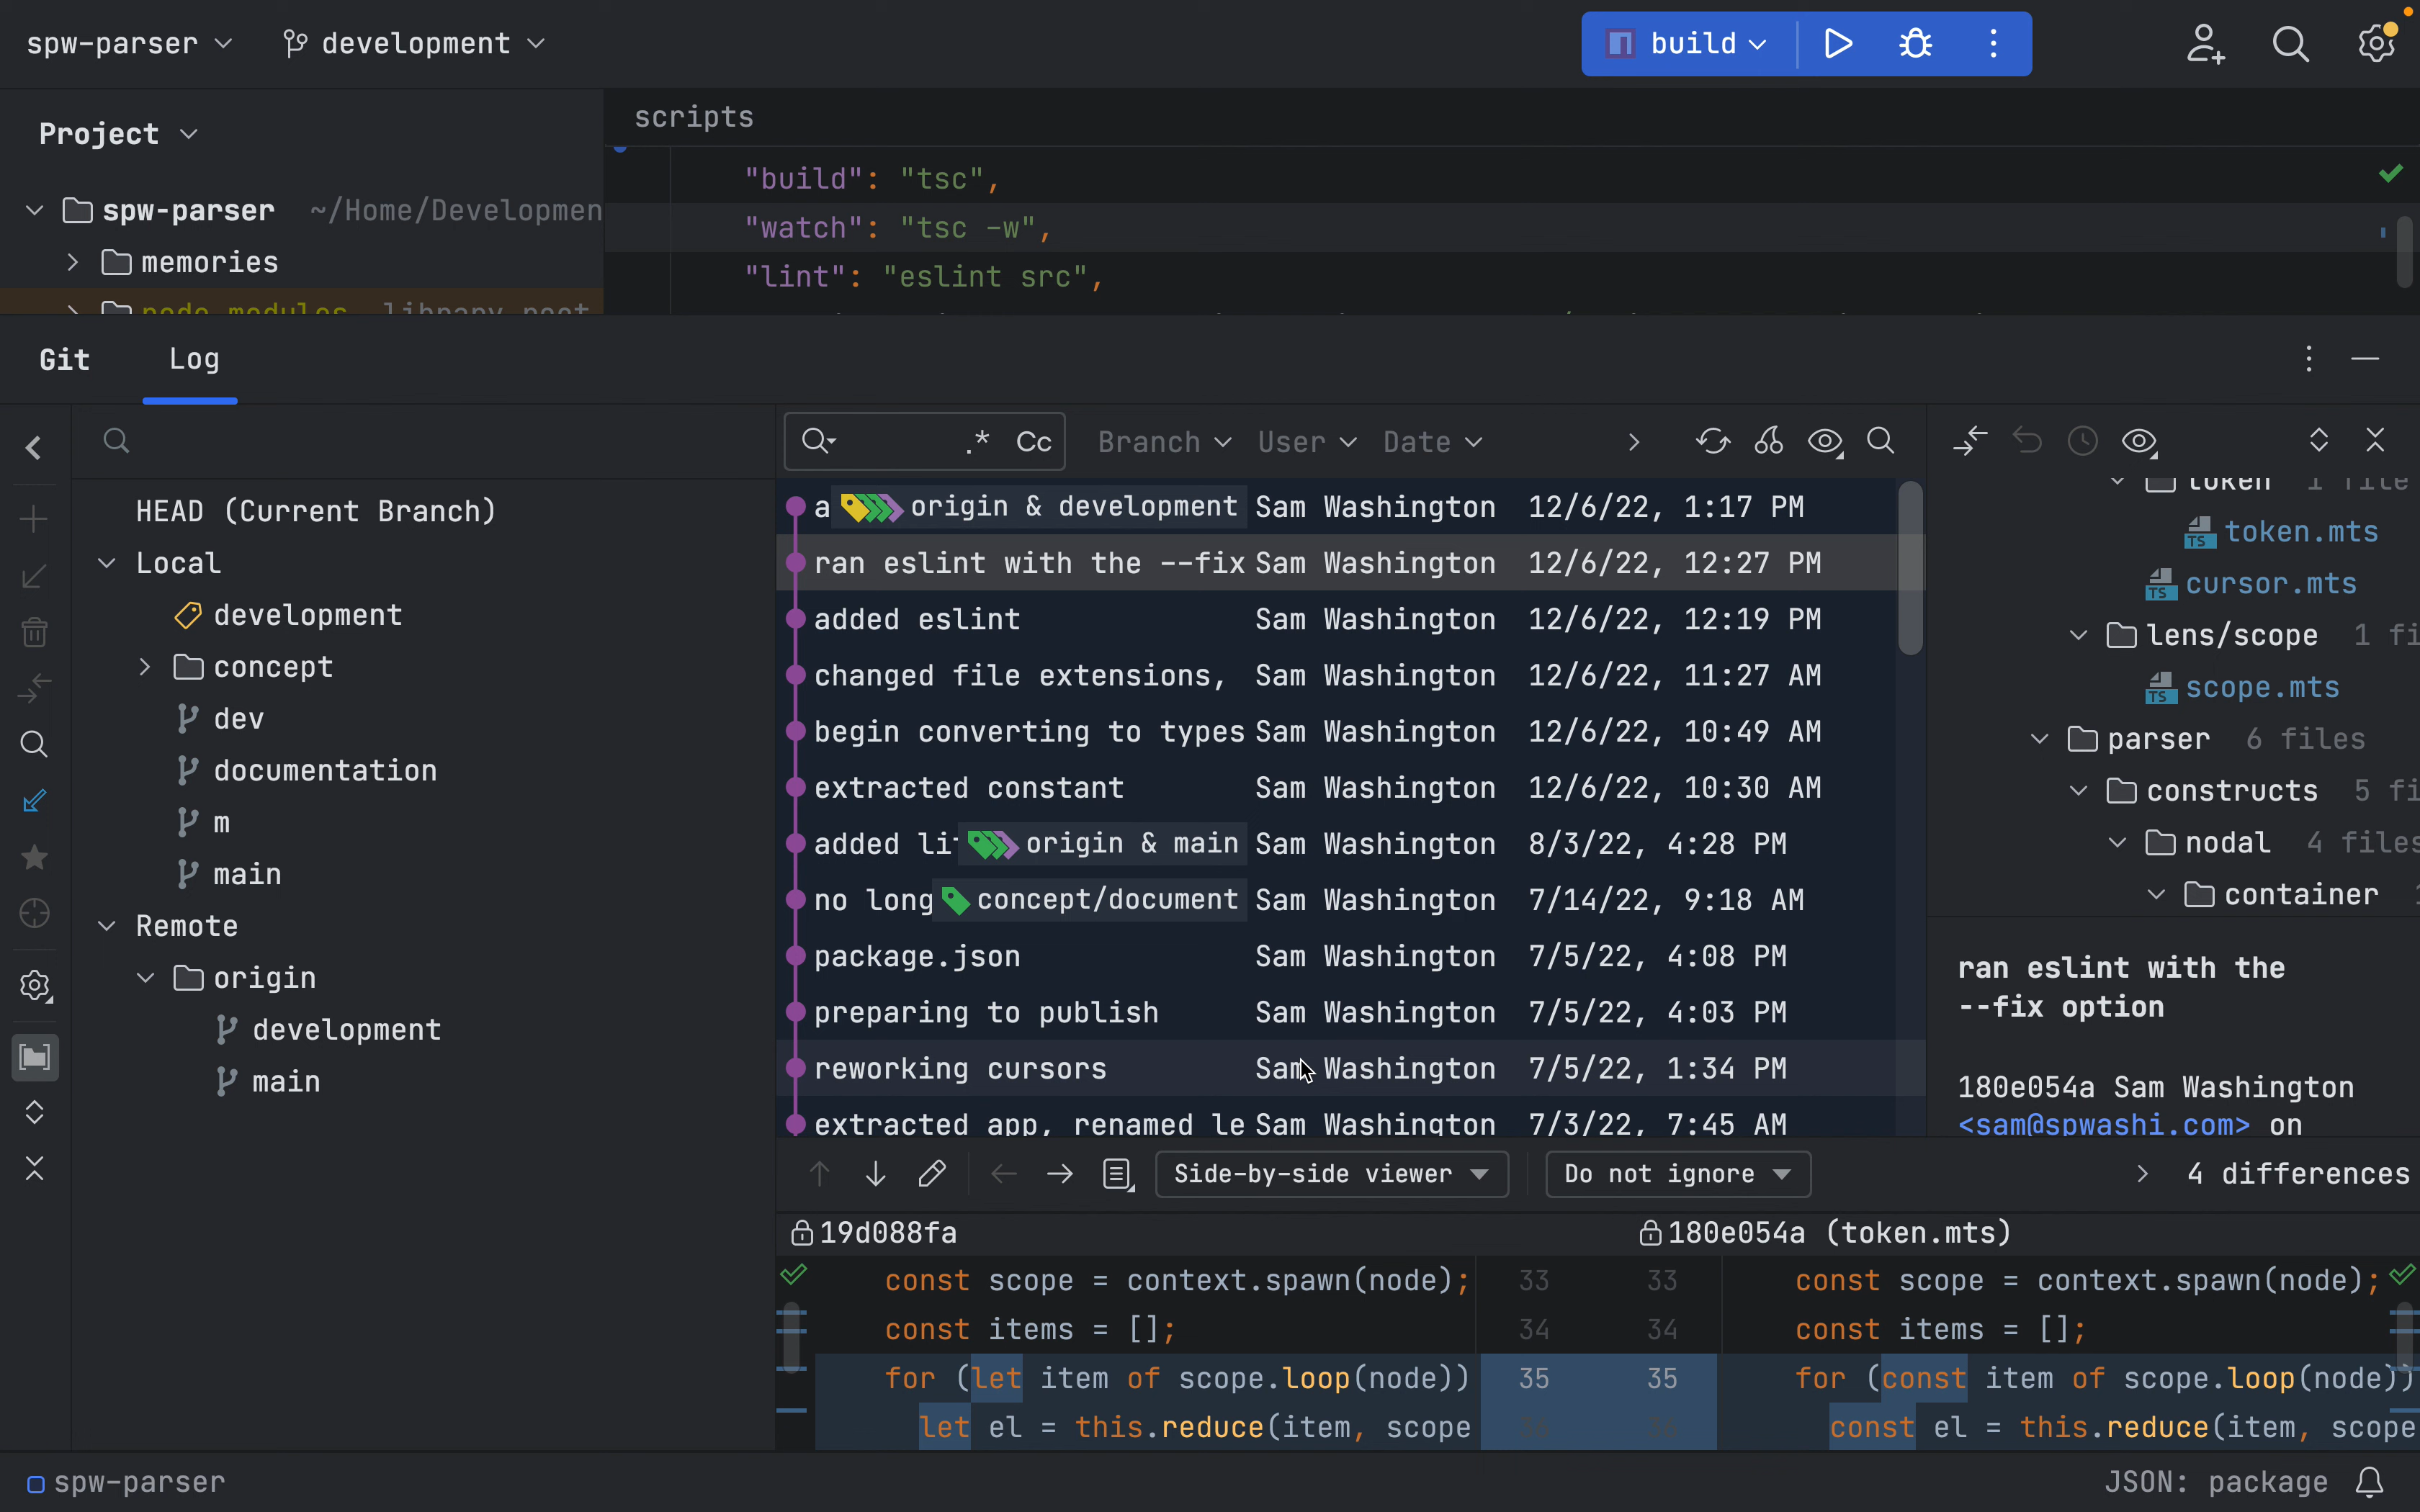 spw-parser development build
Project
spw-parser ~/Home/Developmen
memories
node_modules library root
scripts
"build": "tsc",
"watch": "tsc -w",
"lint": "eslint src",
Git Log
HEAD (Current Branch)
Local
development
concept
dev
documentation
m
main
Remote
origin
development
main
.* Cc Branch User Date
a origin & development Sam Washington 12/6/22, 1:17 PM
ran eslint with the --fix Sam Washington 12/6/22, 12:27 PM
added eslint Sam Washington 12/6/22, 12:19 PM
changed file extensions, Sam Washington 12/6/22, 11:27 AM
begin converting to types Sam Washington 12/6/22, 10:49 AM
extracted constant Sam Washington 12/6/22, 10:30 AM
added li origin & main Sam Washington 8/3/22, 4:28 PM
no long concept/document Sam Washington 7/14/22, 9:18 AM
package.json Sam Washington 7/5/22, 4:08 PM
preparing to publish Sam Washington 7/5/22, 4:03 PM
reworking cursors Sam Washington 7/5/22, 1:34 PM
extracted app, renamed le Sam Washington 7/3/22, 7:45 AM
token 1 file
TS token.mts
TS cursor.mts
lens/scope 1 fi
TS scope.mts
parser 6 files
constructs 5 fi
nodal 4 files
container
ran eslint with the
--fix option
180e054a Sam Washington
<sam@spwashi.com> on
Side-by-side viewer Do not ignore 4 differences
19d088fa 180e054a (token.mts)
const scope = context.spawn(node); 33 33 const scope = context.spawn(node);
const items = []; 34 34 const items = [];
for (let item of scope.loop(node)) 35 35 for (const item of scope.loop(node))
let el = this.reduce(item, scope const el = this.reduce(item, scope
spw-parser JSON: package